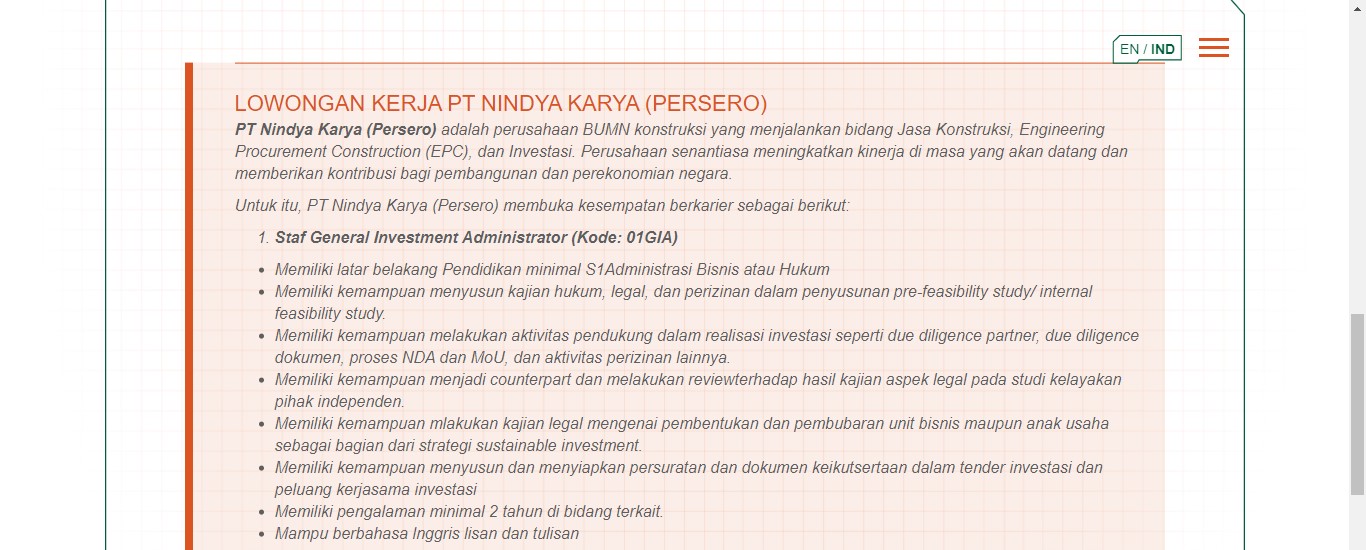 EN / IND
LOWONGAN KERJA PT NINDYA KARYA (PERSERO)
PT Nindya Karya (Persero) adalah perusahaan BUMN konstruksi yang menjalankan bidang Jasa Konstruksi, Engineering
Procurement Construction (EPC), dan Investasi. Perusahaan senantiasa meningkatkan kinerja di masa yang akan datang dan
memberikan kontribusi bagi pembangunan dan perekonomian negara.
Untuk itu, PT Nindya Karya (Persero) membuka kesempatan berkarier sebagai berikut:
1. Staf General Investment Administrator (Kode: 01GIA)
• Memiliki latar belakang Pendidikan minimal S1Administrasi Bisnis atau Hukum
• Memiliki kemampuan menyusun kajian hukum, legal, dan perizinan dalam penyusunan pre-feasibility study/ internal
feasibility study.
• Memiliki kemampuan melakukan aktivitas pendukung dalam realisasi investasi seperti due diligence partner, due diligence
dokumen, proses NDA dan MoU, dan aktivitas perizinan lainnya.
• Memiliki kemampuan menjadi counterpart dan melakukan reviewterhadap hasil kajian aspek legal pada studi kelayakan
pihak independen.
• Memiliki kemampuan mlakukan kajian legal mengenai pembentukan dan pembubaran unit bisnis maupun anak usaha
sebagai bagian dari strategi sustainable investment.
• Memiliki kemampuan menyusun dan menyiapkan persuratan dan dokumen keikutsertaan dalam tender investasi dan
peluang kerjasama investasi
• Memiliki pengalaman minimal 2 tahun di bidang terkait.
• Mampu berbahasa Inggris lisan dan tulisan